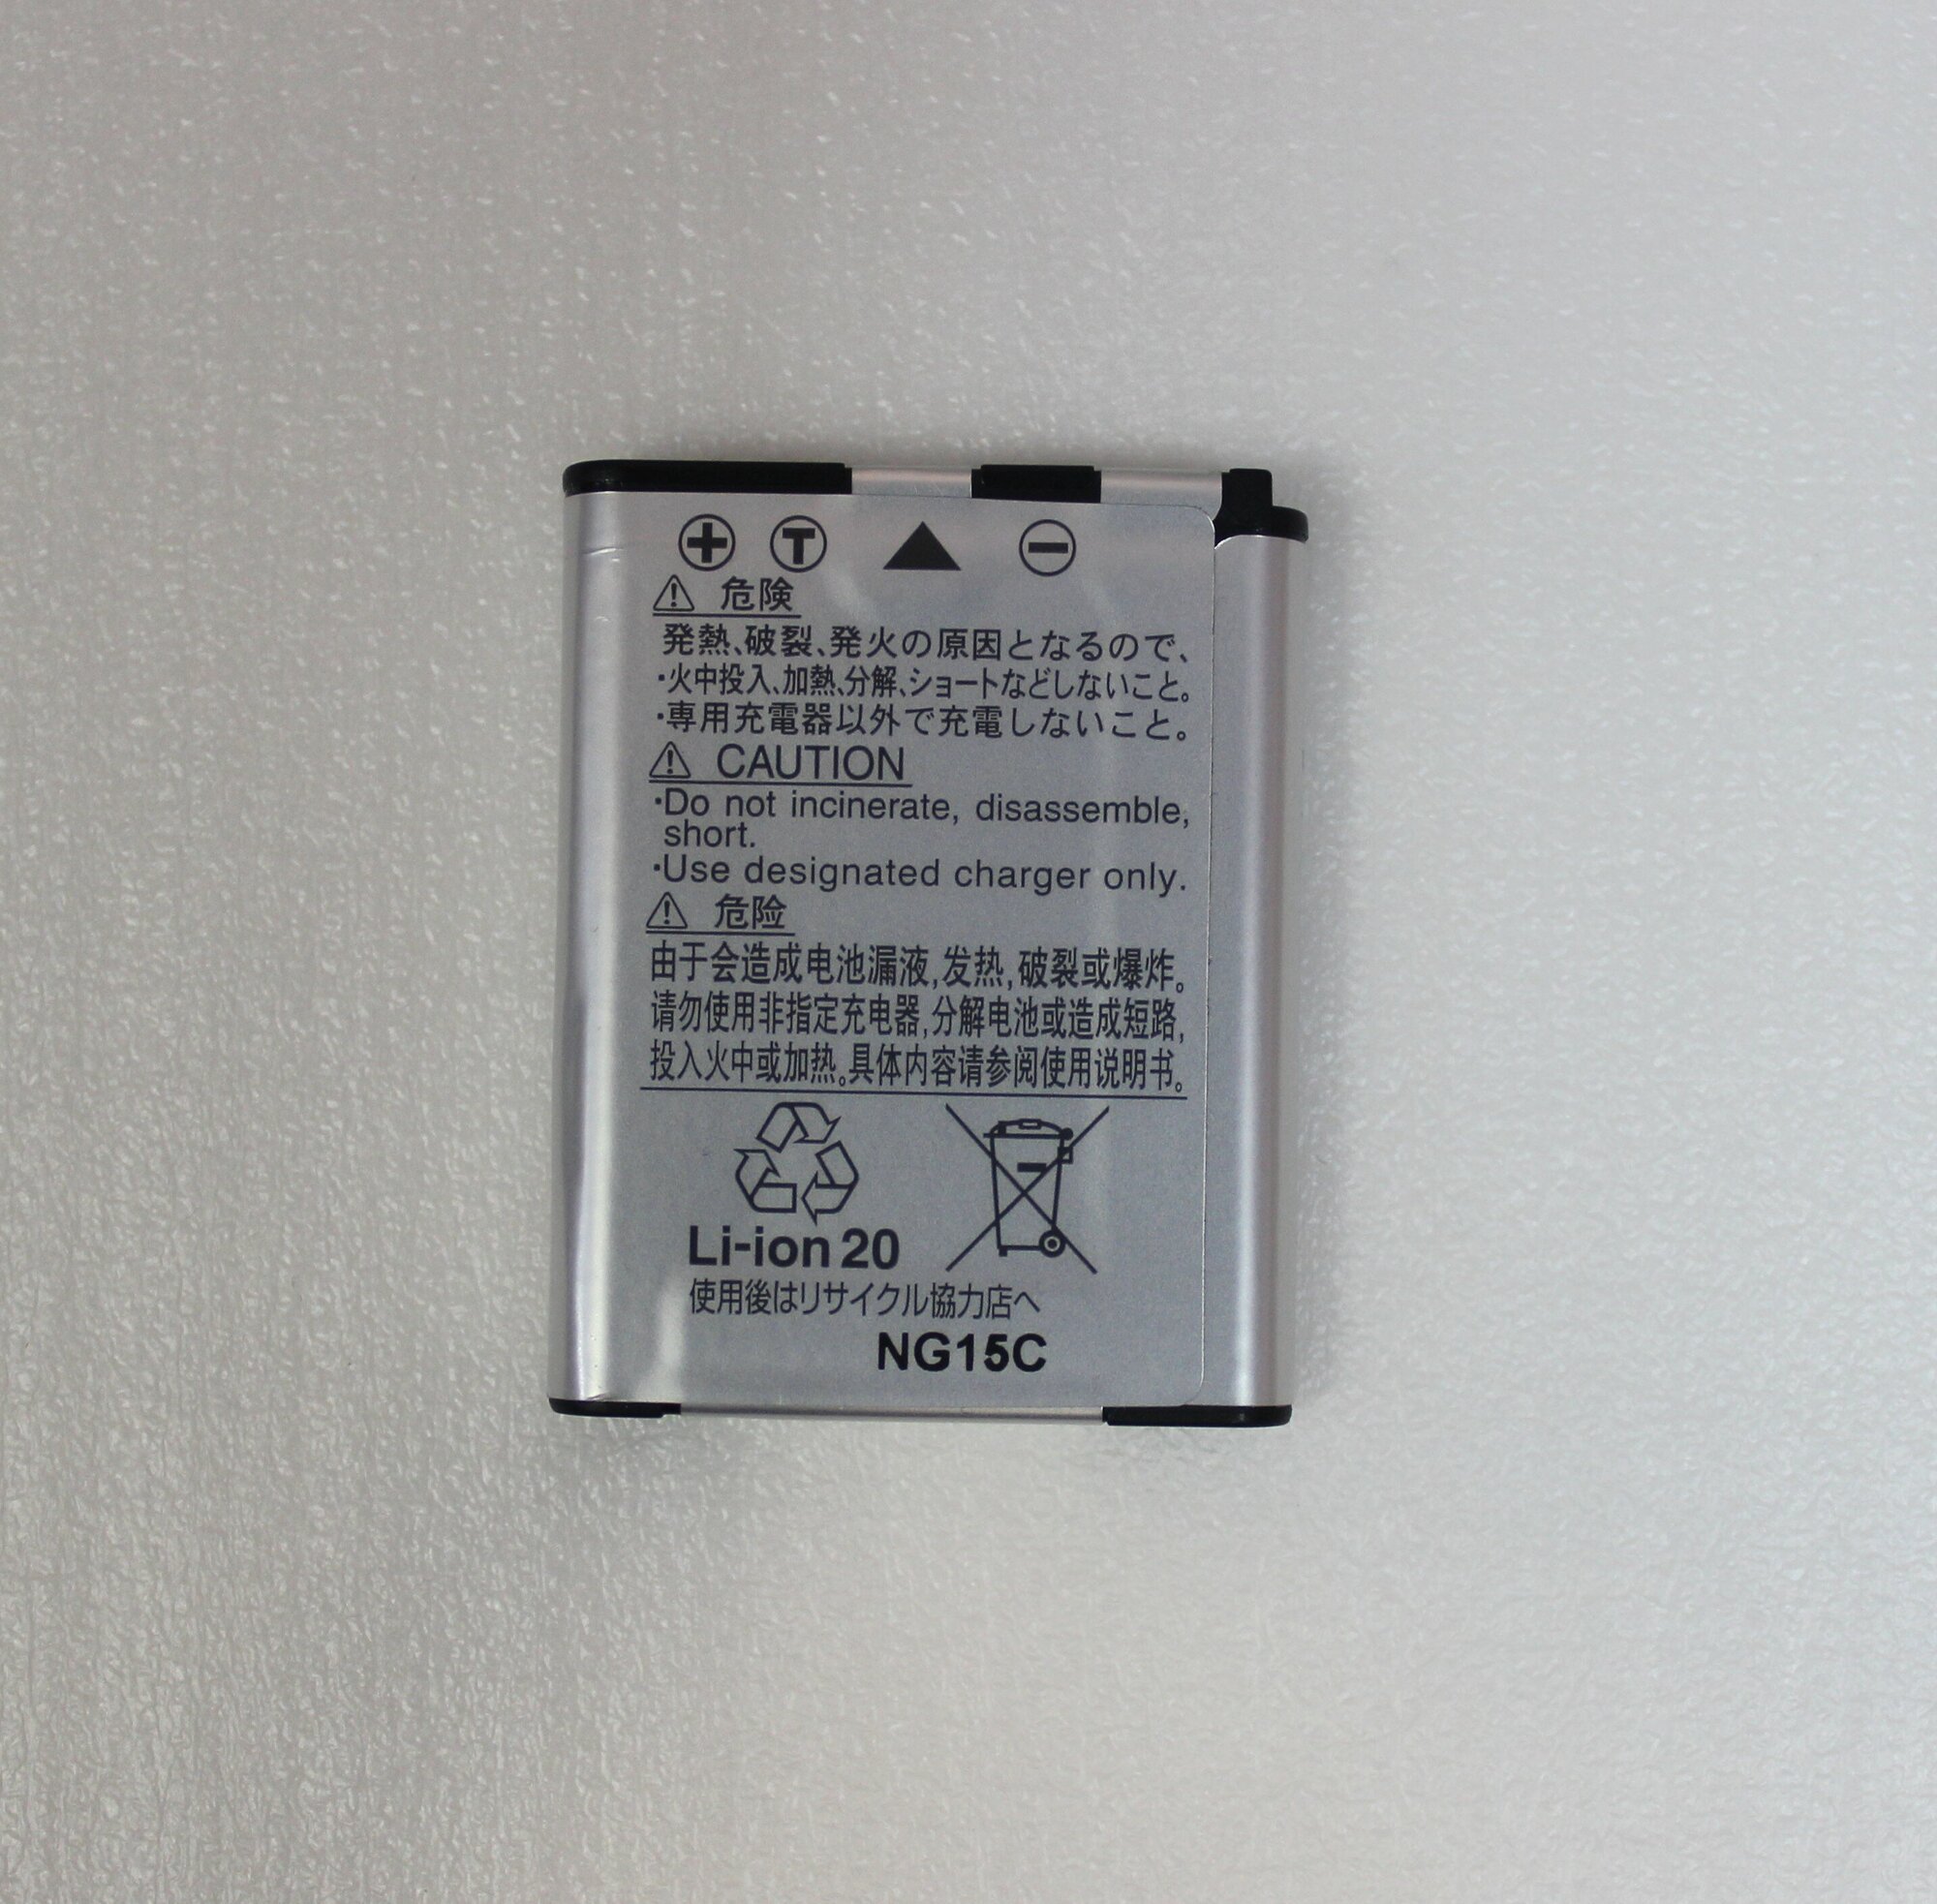 + T ▲ −
⚠ 危険
発熱、破裂、発火の原因となるので、
・火中投入、加熱、分解、ショートなどしないこと。
・専用充電器以外で充電しないこと。
⚠ CAUTION
・Do not incinerate, disassemble,
short.
・Use designated charger only.
⚠ 危险
由于会造成电池漏液,发热,破裂或爆炸。
请勿使用非指定充电器,分解电池或造成短路,
投入火中或加热。具体内容请参阅使用说明书。
Li-ion 20
使用後はリサイクル協力店へ
NG15C